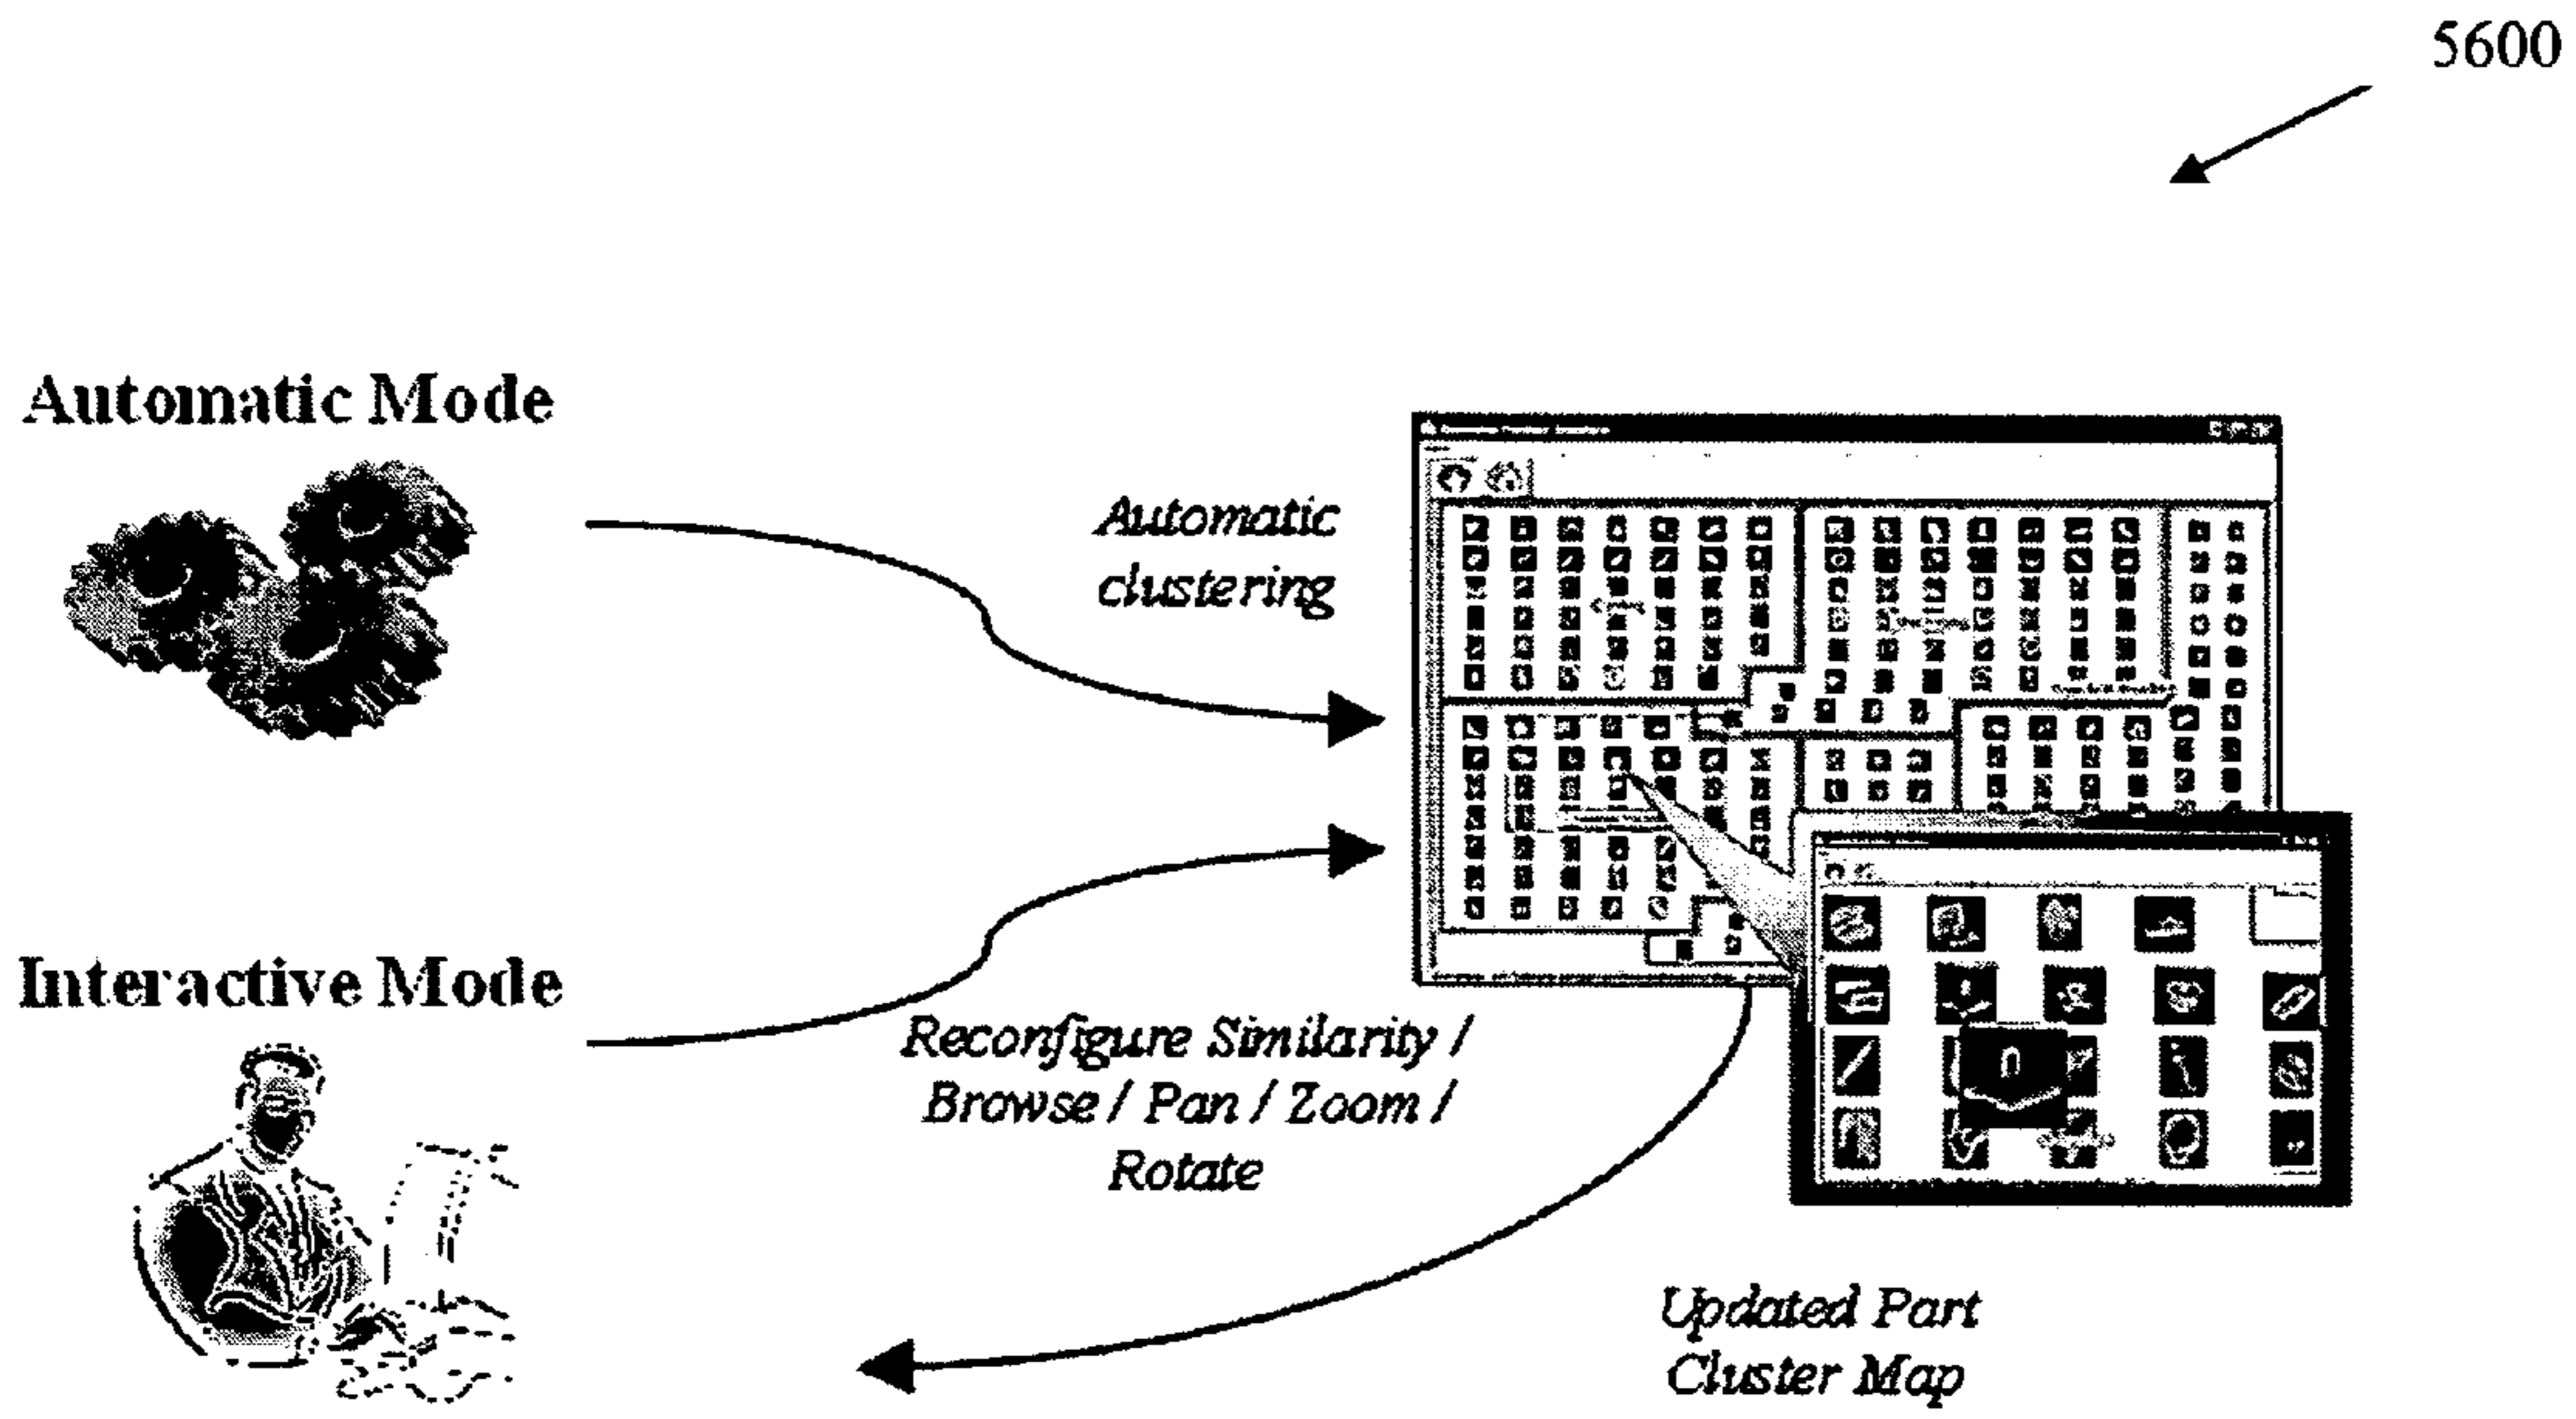 5600
Automatic Mode
Automatic
clustering
Interactive Mode
Reconfigure Similarity /
Browse / Pan / Zoom /
Rotate
Updated Part
Cluster Map